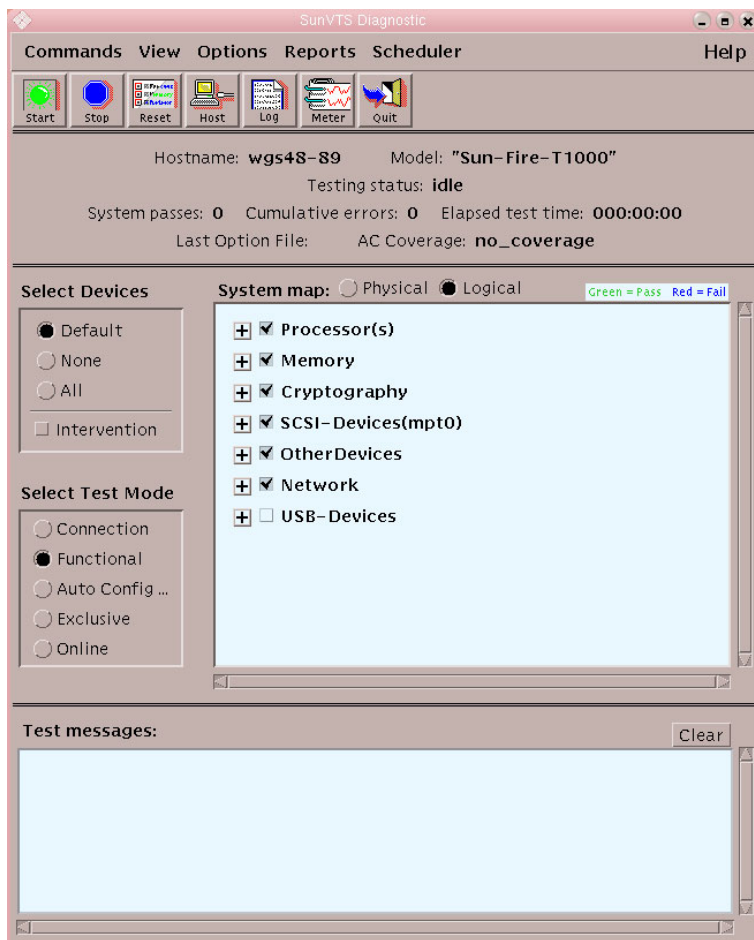 SunVTS Diagnostic
Commands View Options Reports Scheduler Help
Start Stop Reset Host Log Meter Quit
Hostname: wgs48-89 Model: "Sun-Fire-T1000"
Testing status: idle
System passes: 0 Cumulative errors: 0 Elapsed test time: 000:00:00
Last Option File: AC Coverage: no_coverage
Select Devices
Default
None
All
Intervention
Select Test Mode
Connection
Functional
Auto Config ...
Exclusive
Online
System map: Physical Logical Green = Pass Red = Fail
Processor(s)
Memory
Cryptography
SCSI-Devices(mpt0)
OtherDevices
Network
USB-Devices
Test messages: Clear